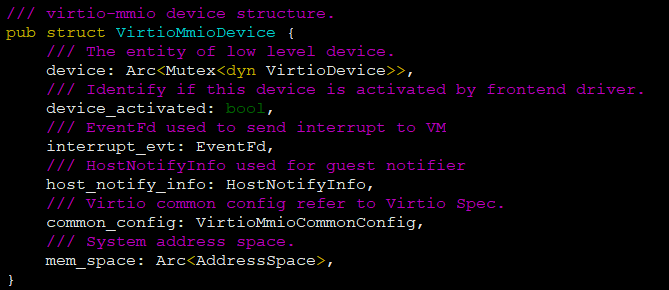 /// virtio-mmio device structure.
pub struct VirtioMmioDevice {
    /// The entity of low level device.
    device: Arc<Mutex<dyn VirtioDevice>>,
    /// Identify if this device is activated by frontend driver.
    device_activated: bool,
    /// EventFd used to send interrupt to VM
    interrupt_evt: EventFd,
    /// HostNotifyInfo used for guest notifier
    host_notify_info: HostNotifyInfo,
    /// Virtio common config refer to Virtio Spec.
    common_config: VirtioMmioCommonConfig,
    /// System address space.
    mem_space: Arc<AddressSpace>,
}